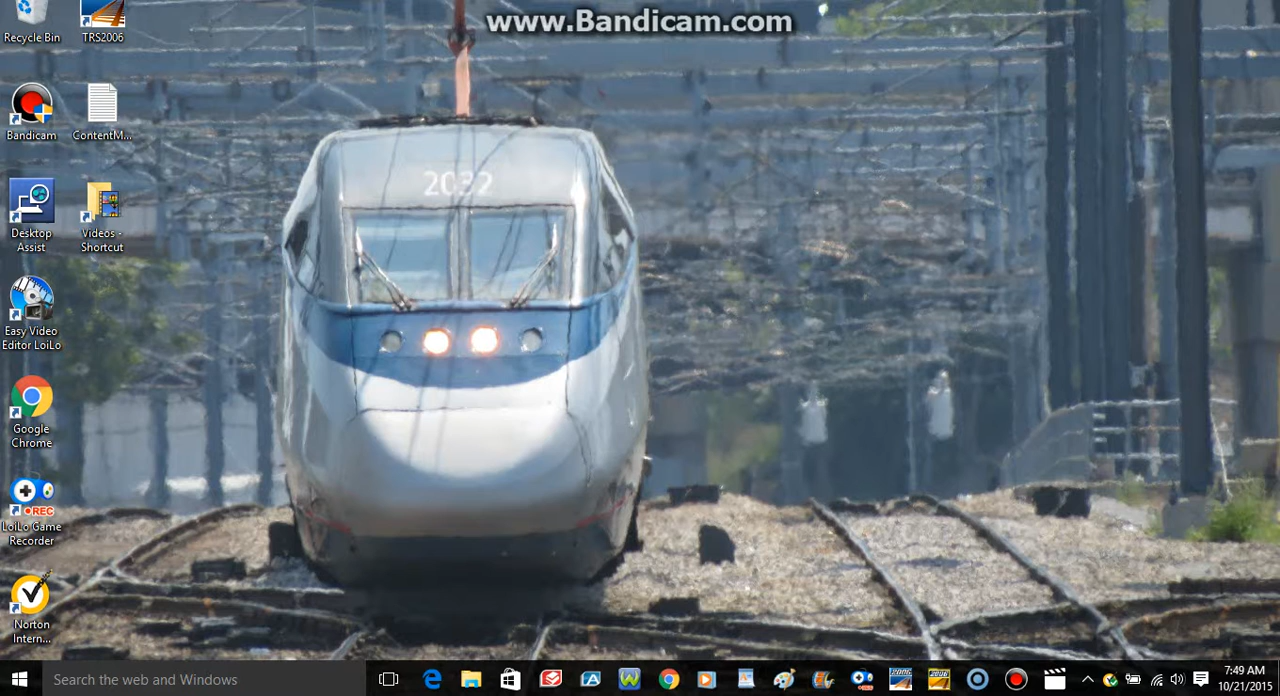 www.Bandicam.com
Recycle Bin
TRS2006
Bandicam
ContentM...
2032
Desktop
Assist
Videos -
Shortcut
Easy Video
Editor LoiLo
Google
Chrome
REC
LoiLo Game
Recorder
Norton
Intern...
Search the web and Windows
7:49 AM
10/21/2015